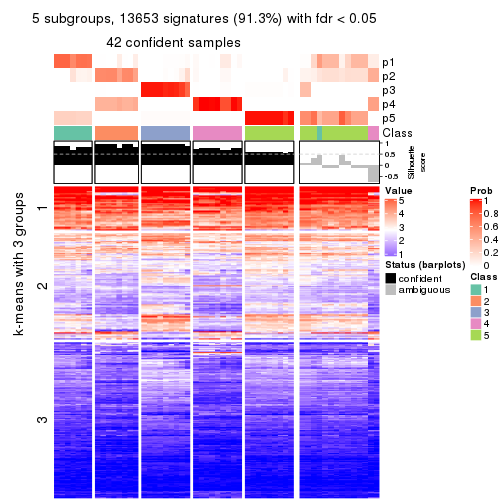 5 subgroups, 13653 signatures (91.3%) with fdr < 0.05
42 confident samples
p1
p2
p3
p4
p5
Class
1
0.5
0
-0.5
Silhouette
score
k-means with 3 groups
1
2
3
Value
5
4
3
2
1
Status (barplots)
confident
ambiguous
Prob
1
0.8
0.6
0.4
0.2
0
Class
1
2
3
4
5